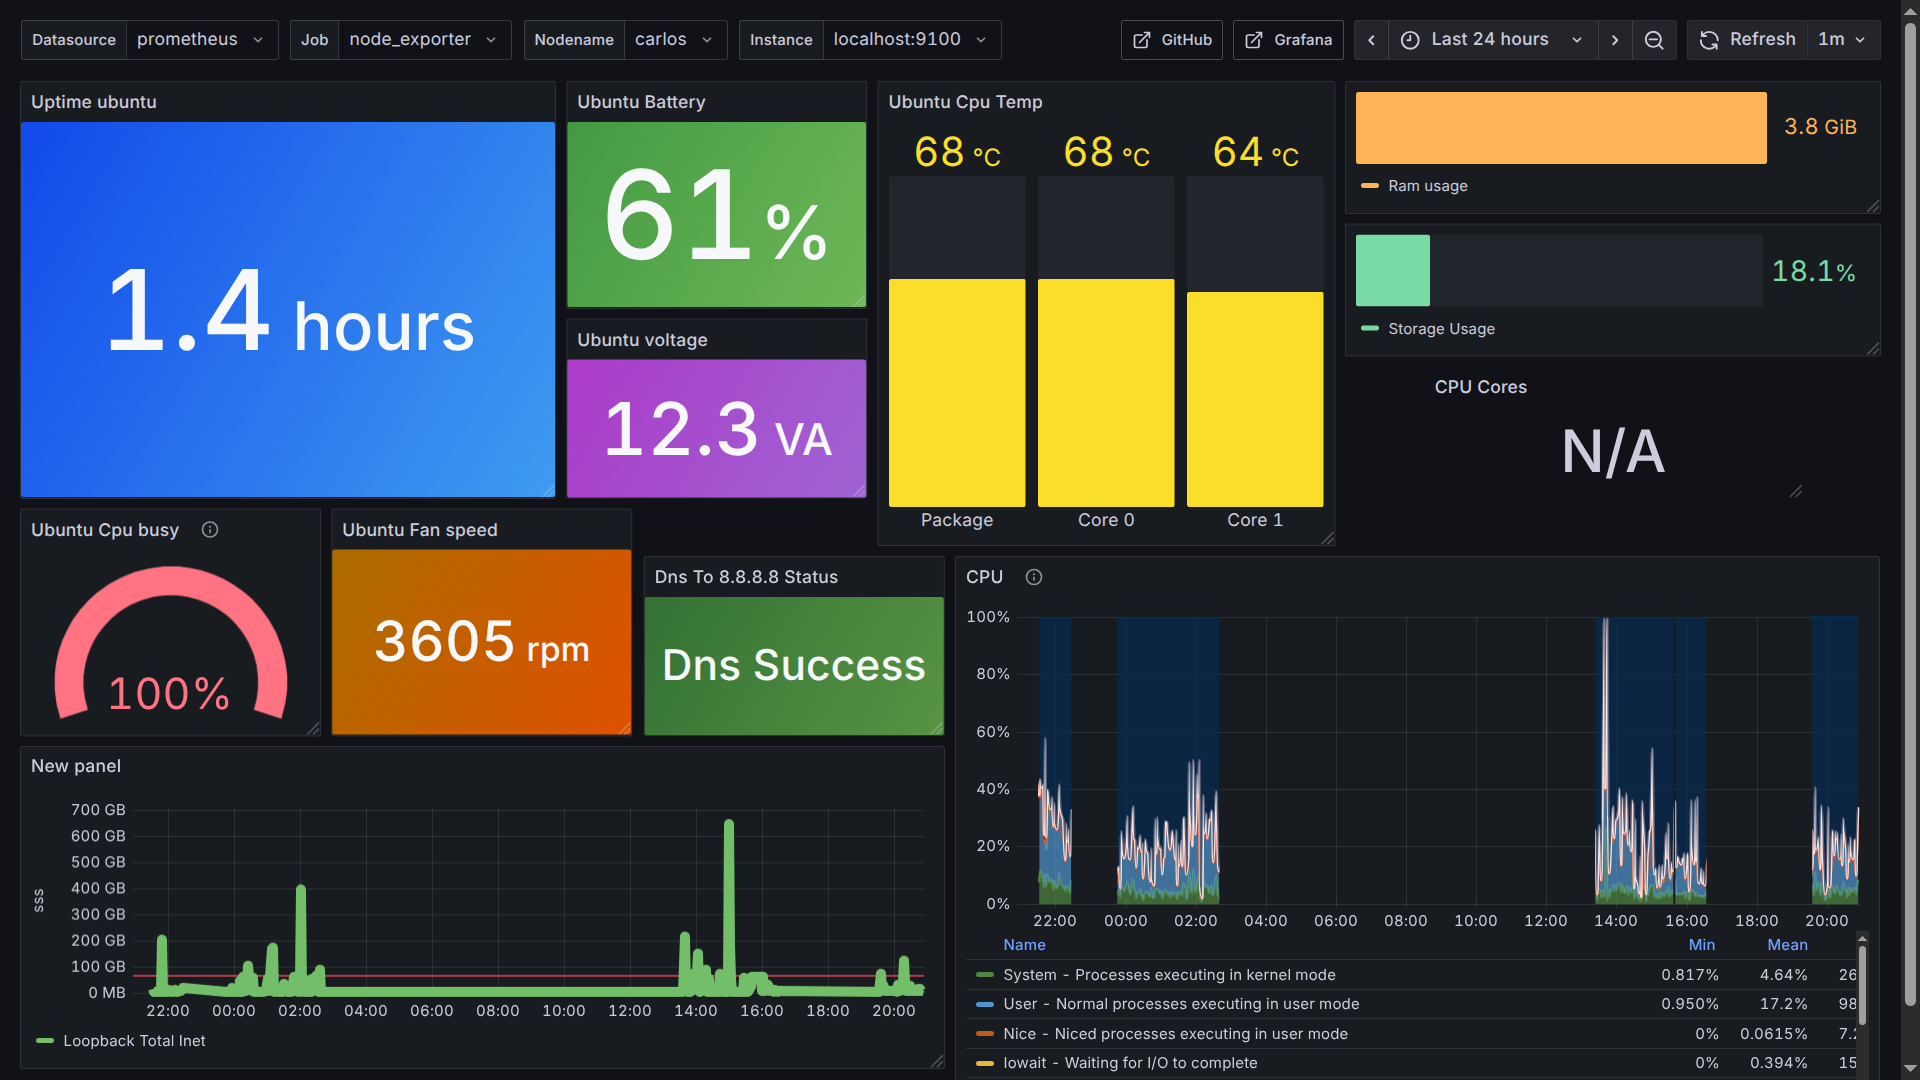 Datasource prometheus Job node_exporter Nodename carlos Instance localhost:9100 GitHub Grafana Last 24 hours Refresh 1m
Uptime ubuntu
1.4 hours
Ubuntu Battery
61%
Ubuntu voltage
12.3 VA
Ubuntu Cpu Temp
68 °C 68 °C 64 °C
Package Core 0 Core 1
3.8 GiB
Ram usage
18.1%
Storage Usage
CPU Cores
N/A
Ubuntu Cpu busy
100%
Ubuntu Fan speed
3605 rpm
Dns To 8.8.8.8 Status
Dns Success
New panel
sss
700 GB
600 GB
500 GB
400 GB
300 GB
200 GB
100 GB
0 MB
22:00 00:00 02:00 04:00 06:00 08:00 10:00 12:00 14:00 16:00 18:00 20:00
Loopback Total Inet
CPU
100%
80%
60%
40%
20%
0%
22:00 00:00 02:00 04:00 06:00 08:00 10:00 12:00 14:00 16:00 18:00 20:00
Name Min Mean
System - Processes executing in kernel mode 0.817% 4.64% 26
User - Normal processes executing in user mode 0.950% 17.2% 98
Nice - Niced processes executing in user mode 0% 0.0615% 7.
Iowait - Waiting for I/O to complete 0% 0.394% 15